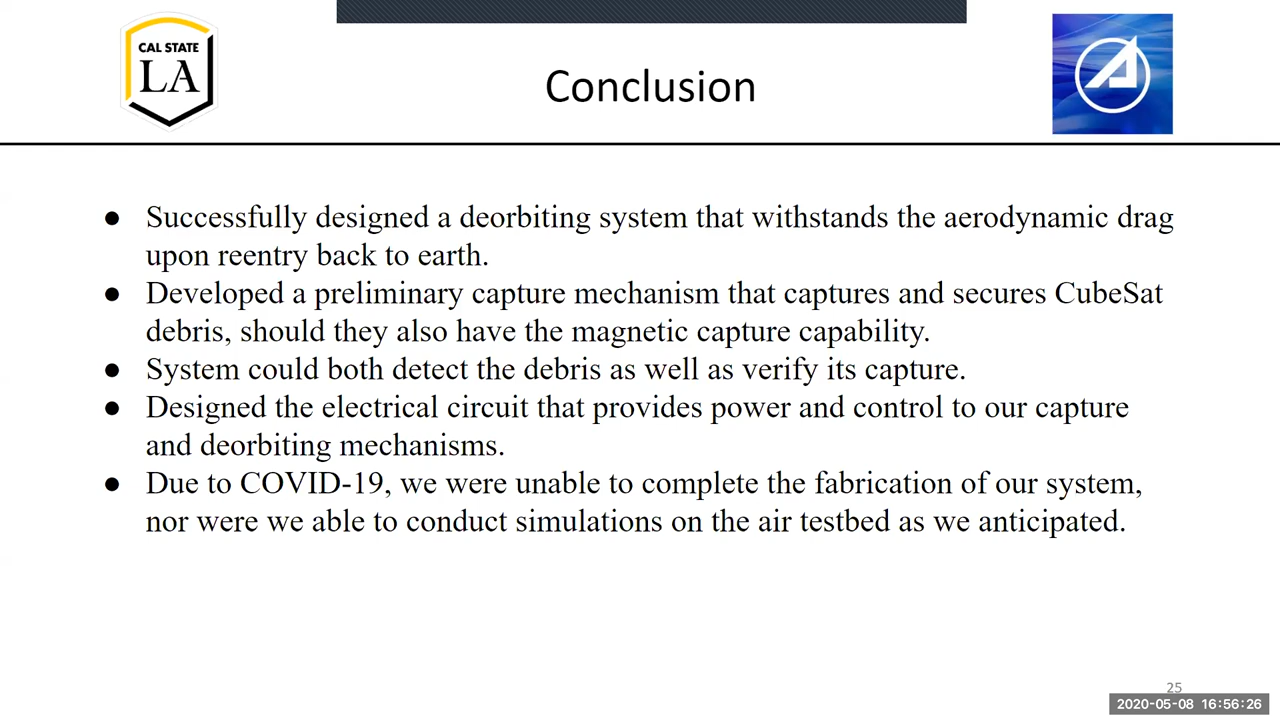 CAL STATE
LA
Conclusion
● Successfully designed a deorbiting system that withstands the aerodynamic drag
upon reentry back to earth.
● Developed a preliminary capture mechanism that captures and secures CubeSat
debris, should they also have the magnetic capture capability.
● System could both detect the debris as well as verify its capture.
● Designed the electrical circuit that provides power and control to our capture
and deorbiting mechanisms.
● Due to COVID-19, we were unable to complete the fabrication of our system,
nor were we able to conduct simulations on the air testbed as we anticipated.
25
2020-05-08 16:56:26